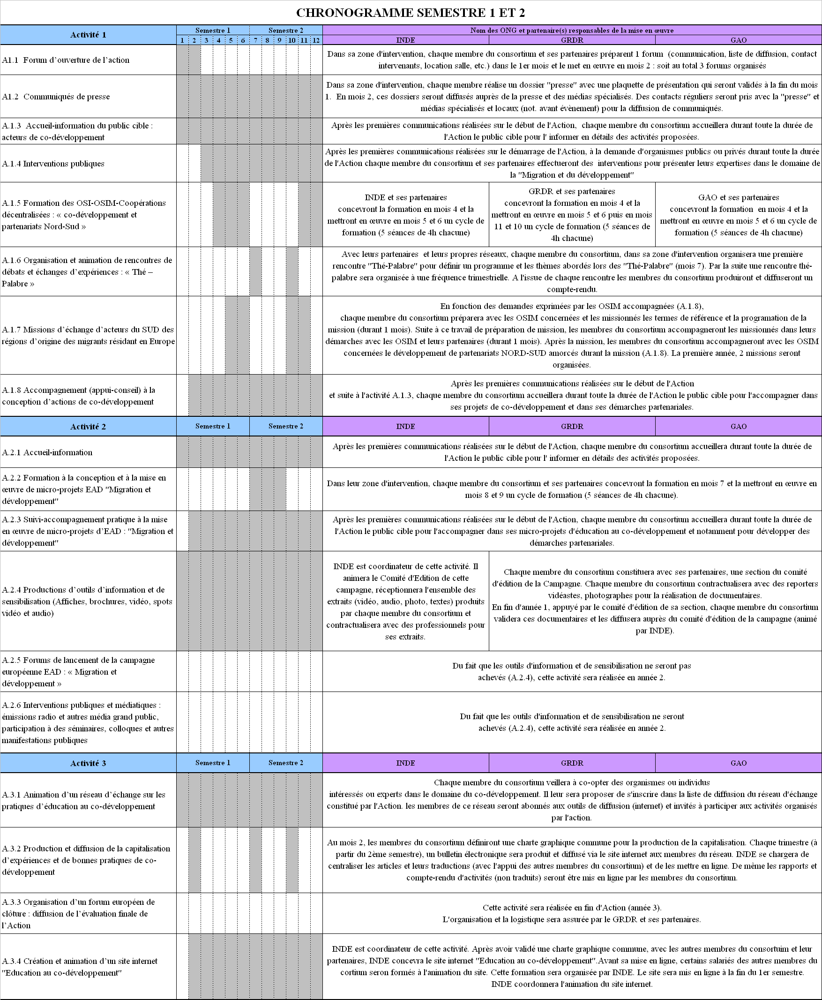 CHRONOGRAMME SEMESTRE 1 ET 2
Activité 1
Semestre 1
Semestre 2
Nom des ONG et partenaire(s) responsables de la mise en œuvre
1 2 3 4 5 6 7 8 9 10 11 12
INDE
GRDR
GAO
A1.1 Forum d’ouverture de l’action
Dans sa zone d'intervention, chaque membre du consortium et ses partenaires préparent 1 forum (communication, liste de diffusion, contact
intervenants, location salle, etc.) dans le 1er mois et le met en œuvre en mois 2 : soit au total 3 forums organisés
A1.2 Communiqués de presse
Dans sa zone d'intervention, chaque membre réalise un dossier "presse" avec une plaquette de présentation qui seront validés à la fin du mois
1. En mois 2, ces dossiers seront diffusés auprès de la presse et des médias spécialisés. Des contacts réguliers seront pris avec la "presse" et
médias spécialisés et locaux (not. avant évènement) pour la diffusion de communiqués.
A.1.3 Accueil-information du public cible :
acteurs de co-développement
Après les premières communications réalisées sur le début de l'Action, chaque membre du consortium accueillera durant toute la durée de
l'Action le public cible pour l' informer en détails des activités proposées.
A.1.4 Interventions publiques
Après les premières communications réalisées sur le démarrage de l'Action, à la demande d'organismes publics ou privés durant toute la durée
de l'Action chaque membre du consortium et ses partenaires effectueront des interventions pour présenter leurs expertises dans le domaine de
la "Migration et du développement"
A.1.5 Formation des OSI-OSIM-Coopérations
décentralisées : « co-développement et
partenariats Nord-Sud »
INDE et ses partenaires
concevront la formation en mois 4 et la
mettront en œuvre en mois 5 et 6 un cycle de
formation (5 séances de 4h chacune)
GRDR et ses partenaires
concevront la formation en mois 4 et la
mettront en œuvre en mois 5 et 6 puis en mois
11 et 10 un cycle de formation (5 séances de
4h chacune)
GAO et ses partenaires
concevront la formation en mois 4 et la
mettront en œuvre en mois 5 et 6 un cycle de
formation (5 séances de 4h chacune)
A.1.6 Organisation et animation de rencontres de
débats et échanges d’expériences : « Thé –
Palabre »
Avec leurs partenaires et leurs propres réseaux, chaque membre du consortium, dans sa zone d'intervention organisera une première
rencontre "Thé-Palabre" pour définir un programme et les thèmes abordés lors des "Thé-Palabre" (mois 7). Par la suite une rencontre thé-
palabre sera organisée à une fréquence trimestrielle. A l'issue de chaque rencontre les membres du consortium produiront et diffuseront un
compte-rendu.
A.1.7 Missions d’échange d’acteurs du SUD des
régions d’origine des migrants résidant en Europe
En fonction des demandes exprimées par les OSIM accompagnées (A.1.8),
chaque membre du consortium préparera avec les OSIM concernées et les missionnés les termes de référence et la programation de la
mission (durant 1 mois). Suite à ce travail de préparation de mission, les membres du consortium accompagneront les missionnés dans leurs
démarches avec les OSIM et leurs partenaires (durant 1 mois). Après la mission, les membres du consortium accompagneront avec les OSIM
concernées le développement de partenariats NORD-SUD amorcés durant la mission (A.1.8). La première année, 2 missions seront
organisées.
A.1.8 Accompagnement (appui-conseil) à la
conception d’actions de co-développement
Après les premières communications réalisées sur le début de l'Action
et suite à l'activité A.1.3, chaque membre du consortium accueillera durant toute la durée de l'Action le public cible pour l'accompagner dans
ses projets de co-développement et dans ses démarches partenariales.
Activité 2
Semestre 1
Semestre 2
INDE
GRDR
GAO
A.2.1 Accueil-information
Après les premières communications réalisées sur le début de l'Action, chaque membre du consortium accueillera durant toute la durée de
l'Action le public cible pour l' informer en détails des activités proposées.
A.2.2 Formation à la conception et à la mise en
œuvre de micro-projets EAD "Migration et
développement"
Dans leur zone d'intervention, chaque membre du consortium et ses partenaires concevront la formation en mois 7 et la mettront en œuvre en
mois 8 et 9 un cycle de formation (5 séances de 4h chacune).
A.2.3 Suivi-accompagnement pratique à la mise
en œuvre de micro-projets d’EAD : "Migration et
développement"
Après les premières communications réalisées sur le début de l'Action, chaque membre du consortium accueillera durant toute la durée de
l'Action le public cible pour l'accompagner dans ses micro-projets d'éducation au co-développement et notamment pour développer des
démarches partenariales.
A.2.4 Productions d’outils d’information et de
sensibilisation (Affiches, brochures, vidéo, spots
vidéo et audio)
INDE est coordinateur de cette activité. Il
animera le Comité d'Edition de cette
campagne, réceptionnera l'ensemble des
extraits (vidéo, audio, photo, textes) produits
par chaque membre du consortium et
contractualisera avec des professionnels pour
ses extraits.
Chaque membre du consortium constituera avec ses partenaires, une section du comité
d'édition de la Campagne. Chaque membre du consortium contractualisera avec des reporters
vidéastes, photographes pour la réalisation de documentaires.
En fin d'année 1, appuyé par le comité d'édition de sa section, chaque membre du consortium
validera ces documentaires et les diffusera auprès du comité d'édition de la campagne (animé
par INDE).
A.2.5 Forums de lancement de la campagne
européenne EAD : « Migration et
développement »
Du fait que les outils d'information et de sensibilisation ne seront pas
achevés (A.2.4), cette activité sera réalisée en année 2.
A.2.6 Interventions publiques et médiatiques :
émissions radio et autres média grand public,
participation à des séminaires, colloques et autres
manifestations publiques
Du fait que les outils d'information et de sensibilisation ne seront
achevés (A.2.4), cette activité sera réalisée en année 2.
Activité 3
Semestre 1
Semestre 2
INDE
GRDR
GAO
A.3.1 Animation d’un réseau d’échange sur les
pratiques d’éducation au co-développement
Chaque membre du consortium veillera à co-opter des organismes ou individus
intéressés ou experts dans le domaine du co-développement. Il leur sera proposer de s'inscrire dans la liste de diffusion du réseau d'échange
constitué par l'Action. les membres de ce réseau seront abonnés aux outils de diffusion (internet) et invités à participer aux activités organisés
par l'action.
A.3.2 Production et diffusion de la capitalisation
d’expériences et de bonnes pratiques de co-
développement
Au mois 2, les membres du consortium définiront une charte graphique commune pour la production de la capitalisation. Chaque trimestre (à
partir du 2ème semestre), un bulletin électronique sera produit et diffusé via le site internet aux membres du réseau. INDE se chargera de
centraliser les articles et leurs traductions (avec l'appui des autres membres du consortium) et de les mettre en ligne. De même les rapports et
compte-rendu d'activités (non traduits) seront être mis en ligne par les membres du consortium.
A.3.3 Organisation d’un forum européen de
clôture : diffusion de l’évaluation finale de
l’Action
Cette activité sera réalisée en fin d'Action (année 3).
L'organisation et la logistique sera assurée par le GRDR et ses partenaires.
A.3.4 Création et animation d’un site internet
"Education au co-développement"
INDE est coordinateur de cette activité. Après avoir validé une charte graphique commune, avec les autres membres du consortuim et leur
partenaires, INDE concevra le site internet "Education au co-développement".Avant sa mise en ligne, certains salariés des autres membres du
cortium seron formés à l'animation du site. Cette formation sera organisée par INDE. Le site sera mis en ligne à la fin du 1er semestre.
INDE coordonnera l'animation du site internet.